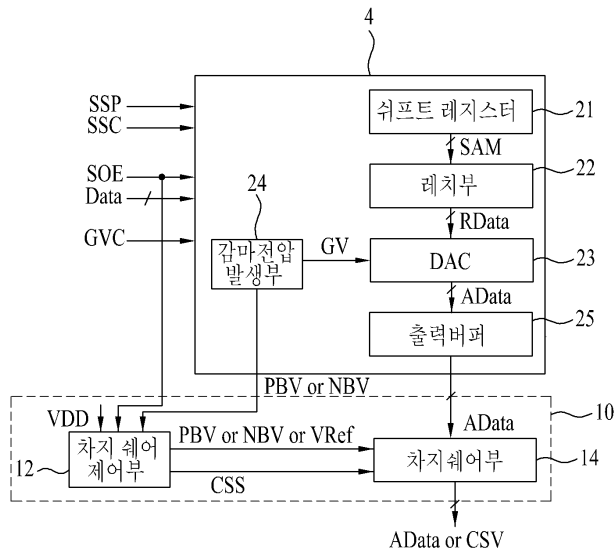 4
SSP
SSC
SOE
Data
GVC
쉬프트 레지스터
21
SAM
래치부
22
RData
24
감마전압
발생부
GV
DAC
23
AData
출력버퍼
25
PBV or NBV
10
VDD
AData
차지 쉐어
제어부
12
PBV or NBV or VRef
CSS
차지쉐어부
14
AData or CSV